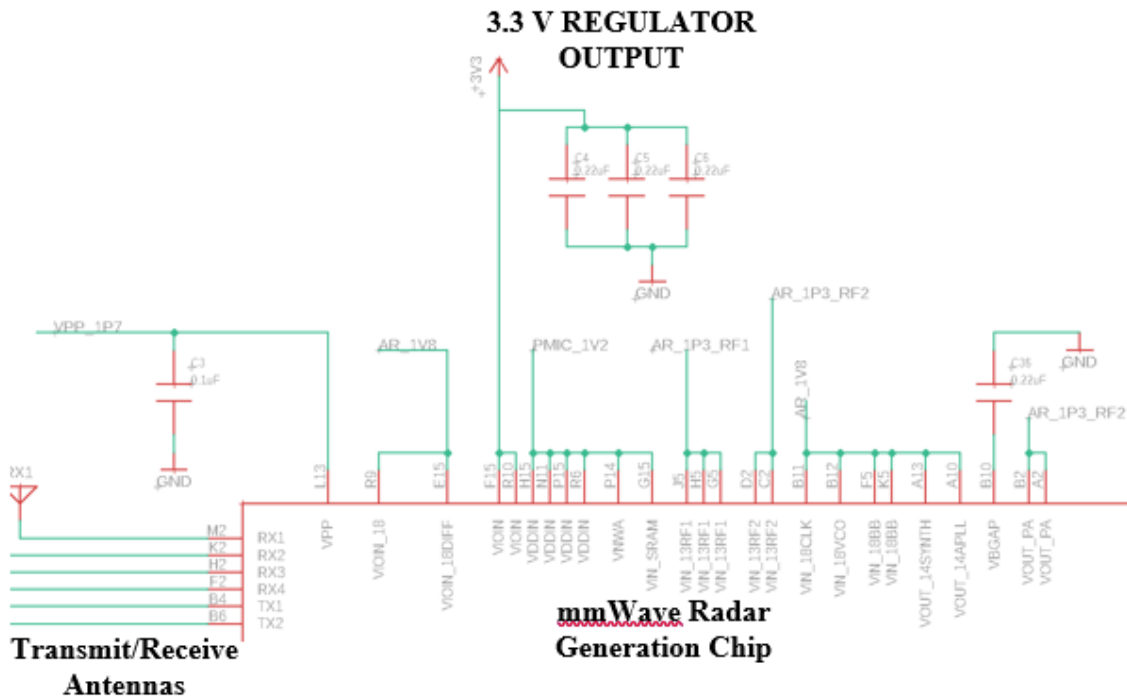 3.3 V REGULATOR
OUTPUT
+3V3
C4
0.22uF
C5
0.22uF
C6
0.22uF
GND
AR_1P3_RF2
VPP_1P7
AR_1V8
PMIC_1V2
AR_1P3_RF1
C3
0.1uF
AR_1V8
C36
0.22uF
GND
AR_1P3_RF2
RX1
GND
L13
R9
E15
F15
R10
H15
N11
P15
R6
P14
G15
J5
H5
G5
D2
C2
B11
B12
F5
K5
A13
A10
B10
B2
A2
VPP
VIOIN_18
VIOIN_18DIFF
VIOIN
VIOIN
VDDIN
VDDIN
VDDIN
VDDIN
VNWA
VIN_SRAM
VIN_13RF1
VIN_13RF1
VIN_13RF1
VIN_13RF2
VIN_13RF2
VIN_18CLK
VIN_18VCO
VIN_18BB
VIN_18BB
VOUT_14SYNTH
VOUT_14APLL
VBGAP
VOUT_PA
VOUT_PA
M2 RX1
K2 RX2
H2 RX3
F2 RX4
B4 TX1
B6 TX2
Transmit/Receive
Antennas
mmWave Radar
Generation Chip